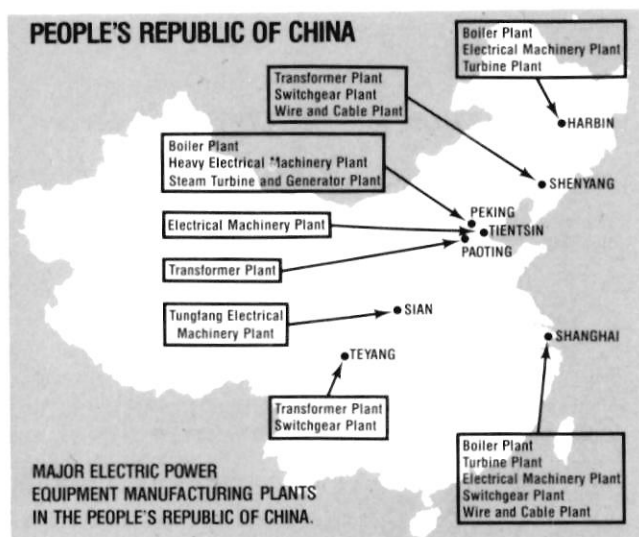 PEOPLE'S REPUBLIC OF CHINA
Boiler Plant
Electrical Machinery Plant
Turbine Plant
HARBIN
Transformer Plant
Switchgear Plant
Wire and Cable Plant
SHENYANG
Boiler Plant
Heavy Electrical Machinery Plant
Steam Turbine and Generator Plant
PEKING
Electrical Machinery Plant
TIENTSIN
Transformer Plant
PAOTING
Tungfang Electrical
Machinery Plant
SIAN
SHANGHAI
TEYANG
Transformer Plant
Switchgear Plant
Boiler Plant
Turbine Plant
Electrical Machinery Plant
Switchgear Plant
Wire and Cable Plant
MAJOR ELECTRIC POWER
EQUIPMENT MANUFACTURING PLANTS
IN THE PEOPLE'S REPUBLIC OF CHINA.